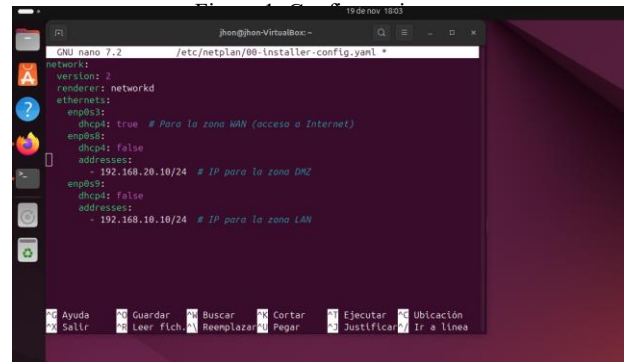 19 de nov 18:03
jhon@jhon-VirtualBox: ~
GNU nano 7.2 /etc/netplan/00-installer-config.yaml *
network:
version: 2
renderer: networkd
ethernets:
enp0s3:
dhcp4: true # Para la zona WAN (acceso a Internet)
enp0s8:
dhcp4: false
addresses:
- 192.168.20.10/24 # IP para la zona DMZ
enp0s9:
dhcp4: false
addresses:
- 192.168.10.10/24 # IP para la zona LAN
^G Ayuda ^O Guardar ^W Buscar ^K Cortar ^T Ejecutar ^C Ubicación
^X Salir ^R Leer fich. ^\ Reemplazar ^U Pegar ^J Justificar ^/ Ir a línea